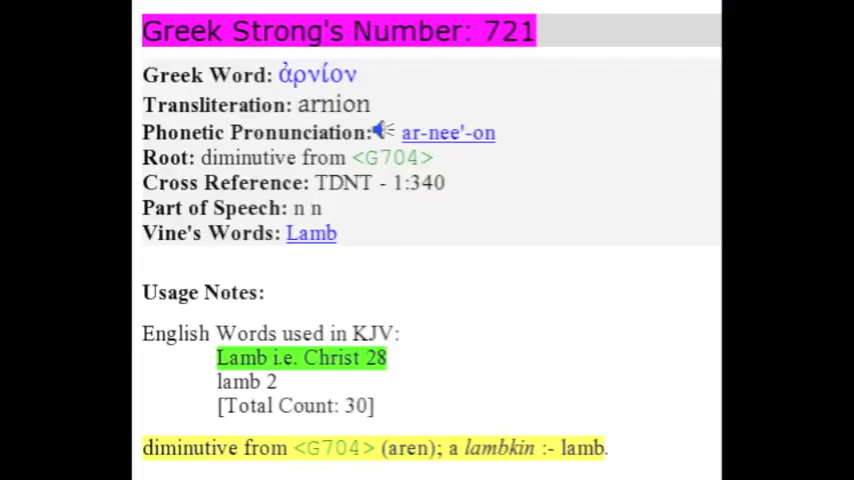 Greek Strong's Number: 721
Greek Word: ἀρνίον
Transliteration: arnion
Phonetic Pronunciation: ar-nee'-on
Root: diminutive from <G704>
Cross Reference: TDNT - 1:340
Part of Speech: n n
Vine's Words: Lamb
Usage Notes:
English Words used in KJV:
Lamb i.e. Christ 28
lamb 2
[Total Count: 30]
diminutive from <G704> (aren); a lambkin :- lamb.